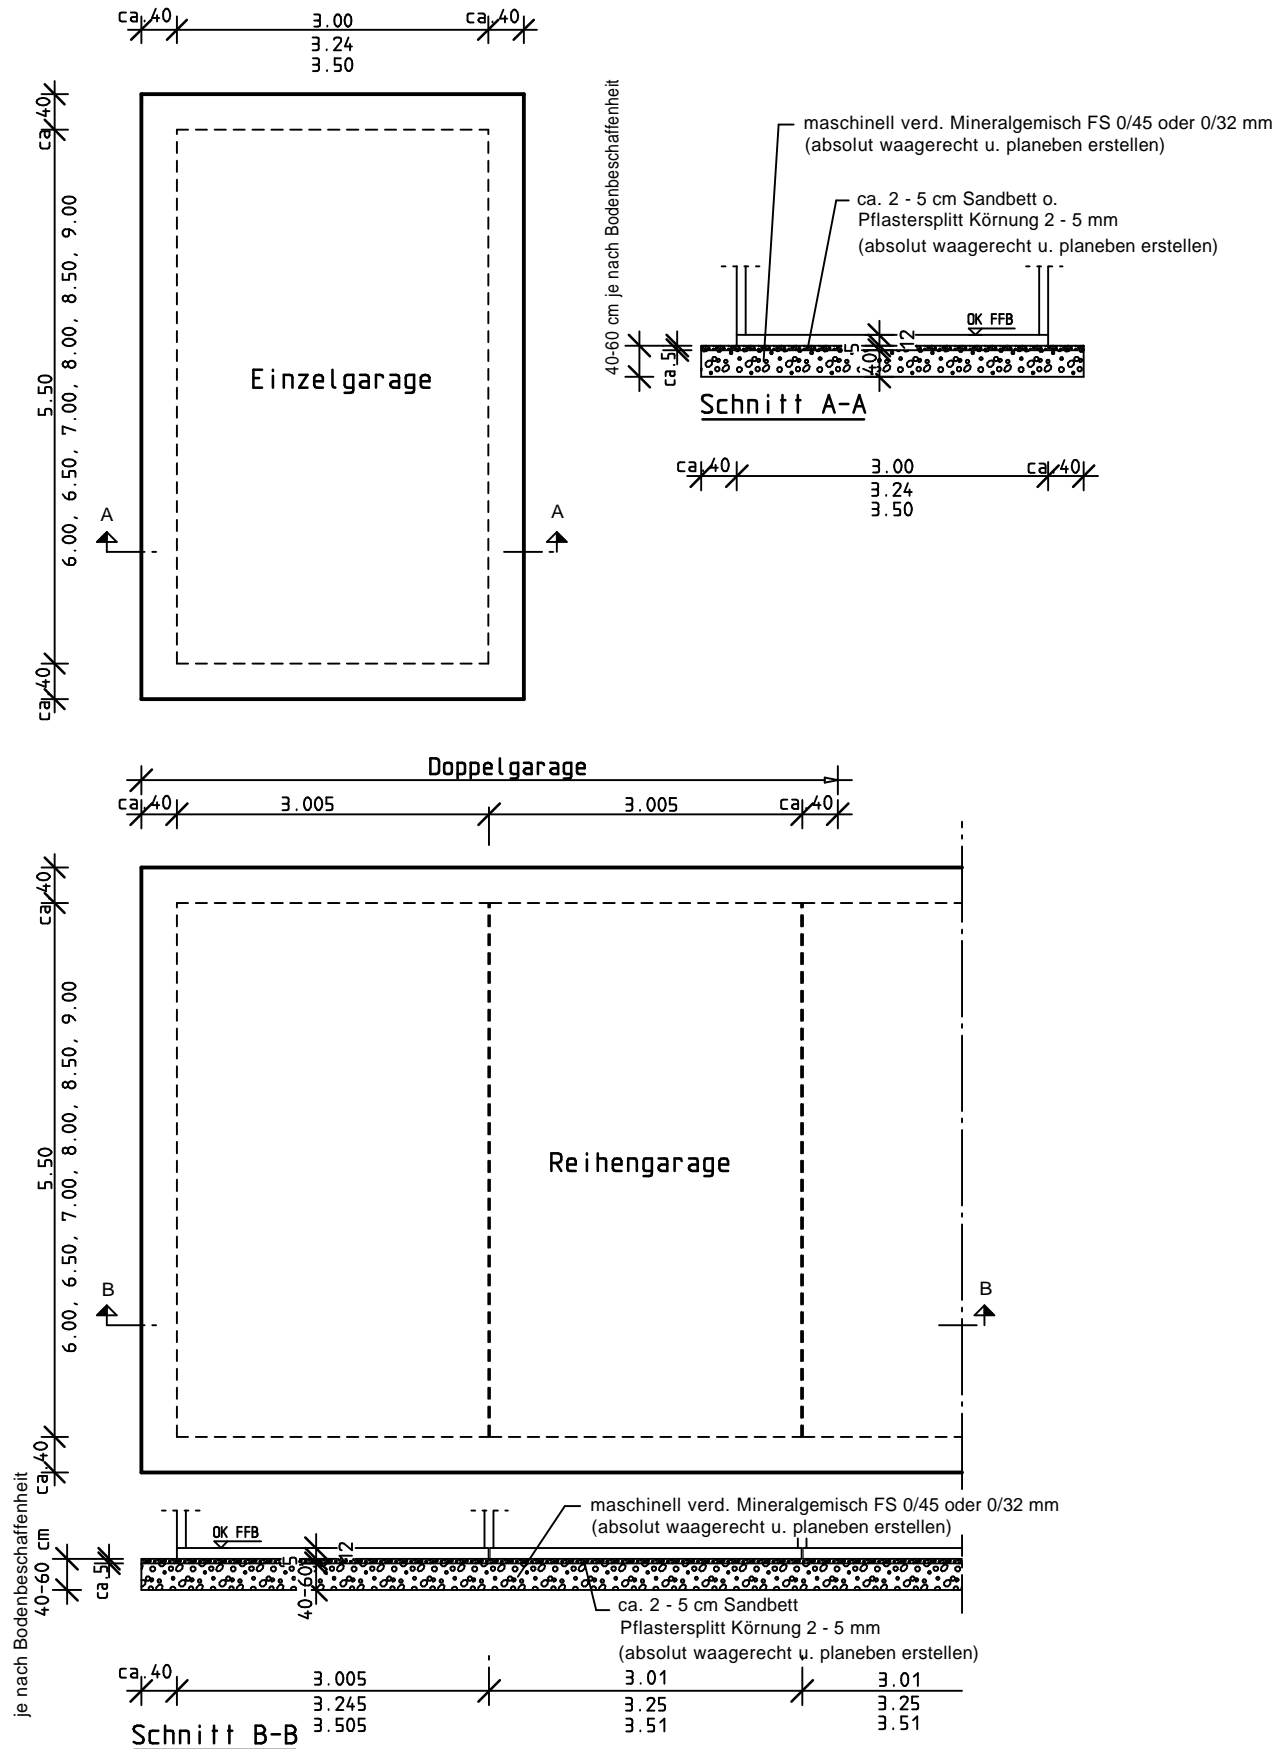 ca.40
3.00
ca.40
3.24
3.50
ca.40
5.50
6.00, 6.50, 7.00, 8.00, 8.50, 9.00
ca.40
Einzelgarage
A
A
maschinell verd. Mineralgemisch FS 0/45 oder 0/32 mm
(absolut waagerecht u. planeben erstellen)
ca. 2 - 5 cm Sandbett o.
Pflastersplitt Körnung 2 - 5 mm
(absolut waagerecht u. planeben erstellen)
40-60 cm je nach Bodenbeschaffenheit
ca.5
OK FFB
5
12
40
Schnitt A-A
ca.40
3.00
ca.40
3.24
3.50
Doppelgarage
ca.40
3.005
3.005
ca.40
ca.40
5.50
6.00, 6.50, 7.00, 8.00, 8.50, 9.00
ca.40
Reihengarage
B
B
je nach Bodenbeschaffenheit
40-60 cm
ca.5
OK FFB
5
12
40-60
maschinell verd. Mineralgemisch FS 0/45 oder 0/32 mm
(absolut waagerecht u. planeben erstellen)
ca. 2 - 5 cm Sandbett
Pflastersplitt Körnung 2 - 5 mm
(absolut waagerecht u. planeben erstellen)
ca.40
3.005
3.01
3.01
3.245
3.25
3.25
3.505
3.51
3.51
Schnitt B-B